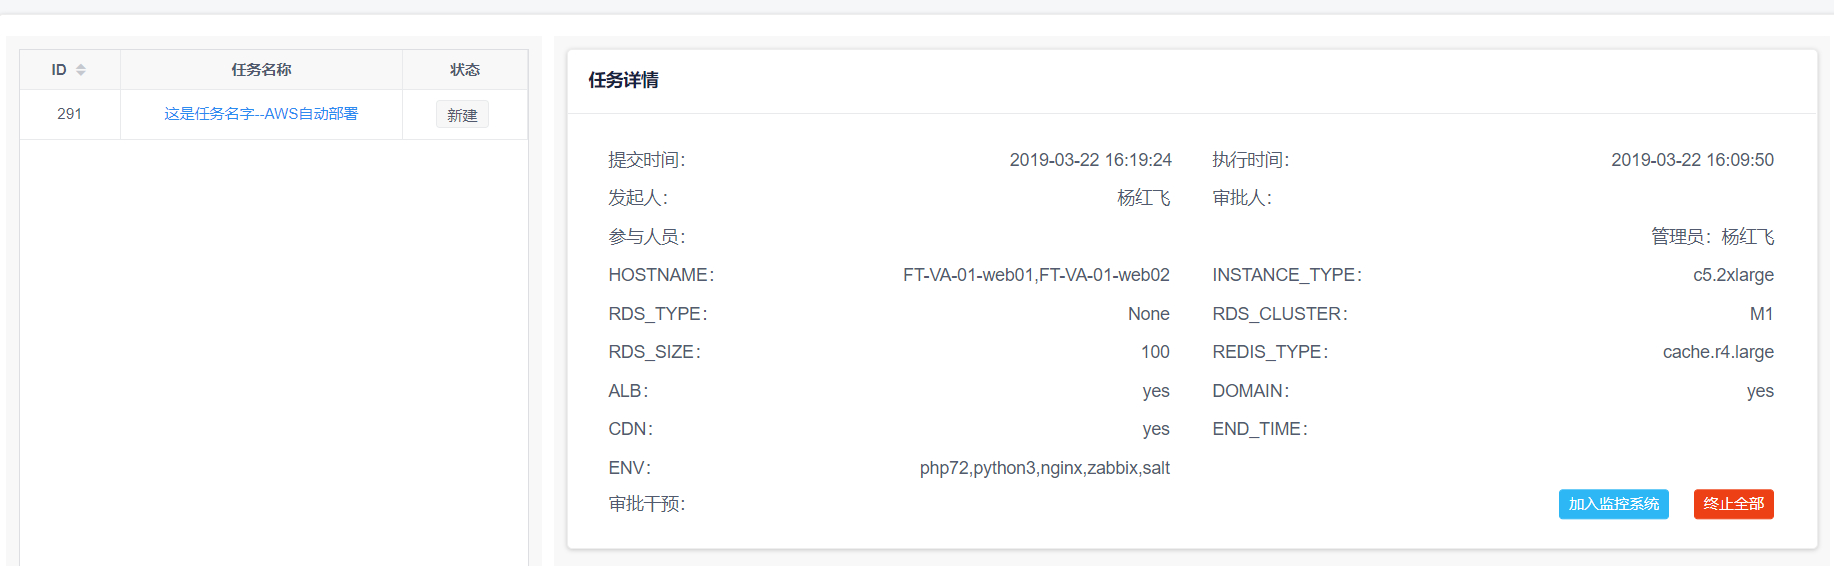 ID 任务名称 状态
291 这是任务名字--AWS自动部署 新建
任务详情
提交时间： 2019-03-22 16:19:24 执行时间： 2019-03-22 16:09:50
发起人： 杨红飞 审批人：
参与人员： 管理员：杨红飞
HOSTNAME： FT-VA-01-web01,FT-VA-01-web02 INSTANCE_TYPE： c5.2xlarge
RDS_TYPE： None RDS_CLUSTER： M1
RDS_SIZE： 100 REDIS_TYPE： cache.r4.large
ALB： yes DOMAIN： yes
CDN： yes END_TIME：
ENV： php72,python3,nginx,zabbix,salt
审批干预： 加入监控系统 终止全部